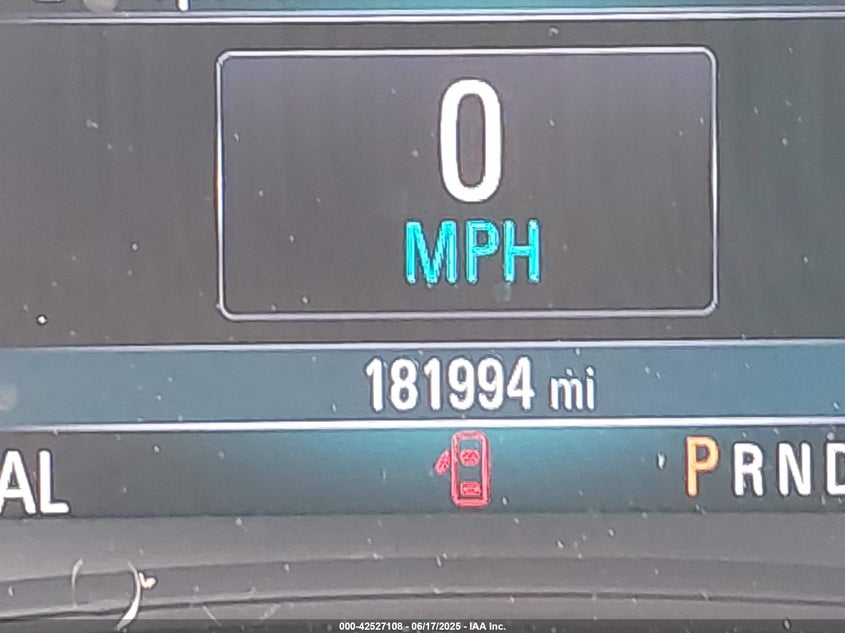 0
MPH
181994 mi
AL
P R N D
000-42527108 - 06/17/2025 - IAA Inc.